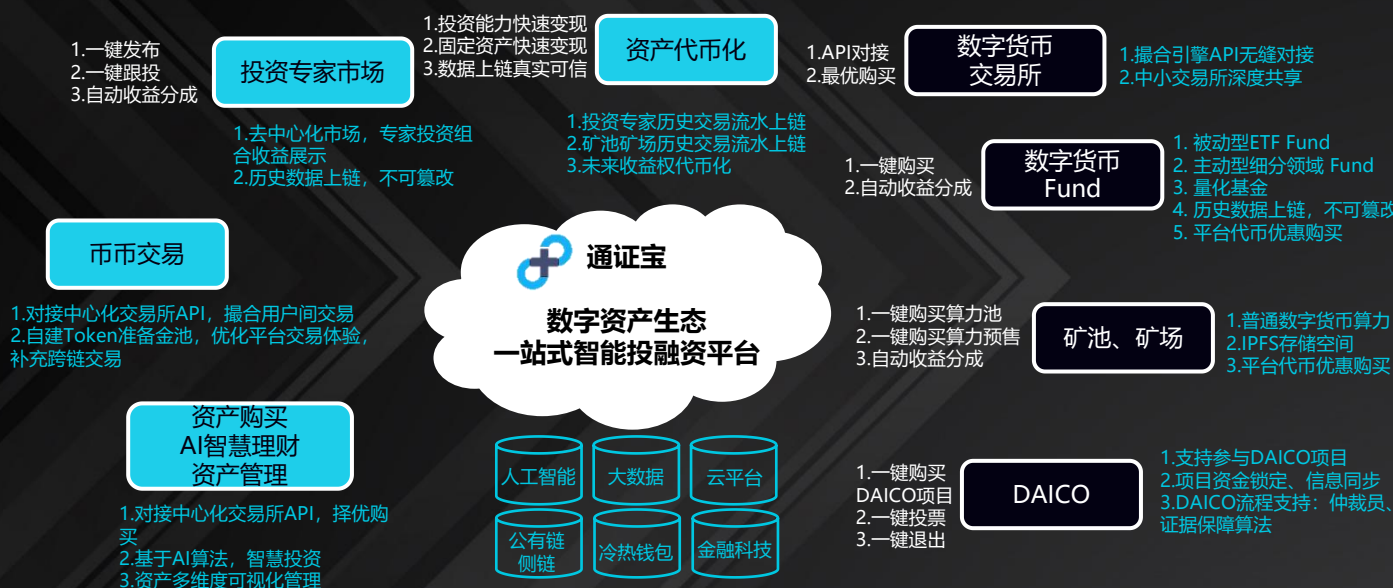 1.一键发布
2.一键跟投
3.自动收益分成
投资专家市场
1.去中心化市场，专家投资组
合收益展示
2.历史数据上链，不可篡改
1.投资能力快速变现
2.固定资产快速变现
3.数据上链真实可信
资产代币化
1.投资专家历史交易流水上链
2.矿池矿场历史交易流水上链
3.未来收益权代币化
1.API对接
2.最优购买
数字货币
交易所
1.撮合引擎API无缝对接
2.中小交易所深度共享
1.一键购买
2.自动收益分成
数字货币
Fund
1. 被动型ETF Fund
2. 主动型细分领域 Fund
3. 量化基金
4. 历史数据上链，不可篡改
5. 平台代币优惠购买
币币交易
1.对接中心化交易所API，撮合用户间交易
2.自建Token准备金池，优化平台交易体验，
补充跨链交易
通证宝
数字资产生态
一站式智能投融资平台
1.一键购买算力池
2.一键购买算力预售
3.自动收益分成
矿池、矿场
1.普通数字货币算力
2.IPFS存储空间
3.平台代币优惠购买
资产购买
AI智慧理财
资产管理
1.对接中心化交易所API，择优购
买
2.基于AI算法，智慧投资
3.资产多维度可视化管理
人工智能
大数据
云平台
公有链
侧链
冷热钱包
金融科技
1.一键购买
DAICO项目
2.一键投票
3.一键退出
DAICO
1.支持参与DAICO项目
2.项目资金锁定、信息同步
3.DAICO流程支持：仲裁员、
证据保障算法